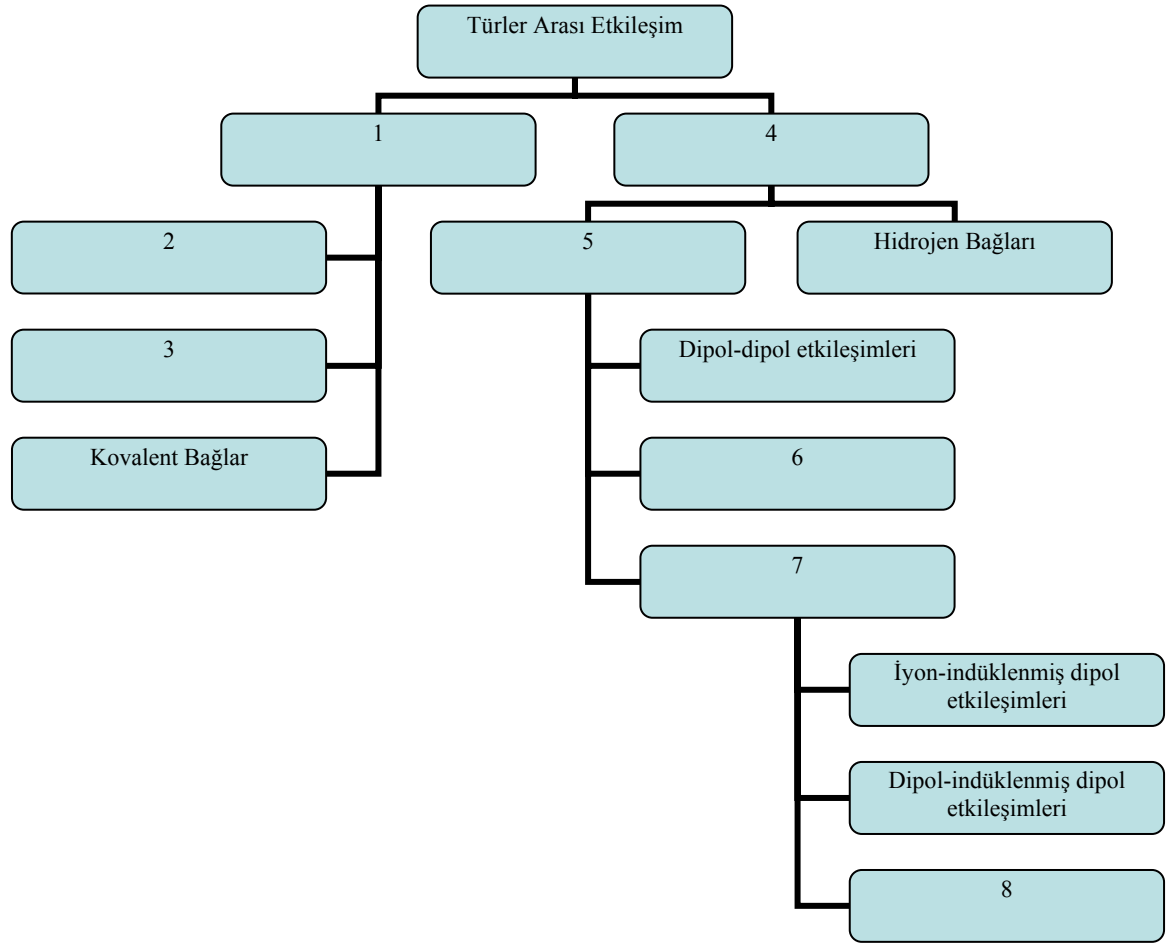 Türler Arası Etkileşim
1
4
2
5
Hidrojen Bağları
3
Dipol-dipol etkileşimleri
Kovalent Bağlar
6
7
İyon-indüklenmiş dipol
etkileşimleri
Dipol-indüklenmiş dipol
etkileşimleri
8